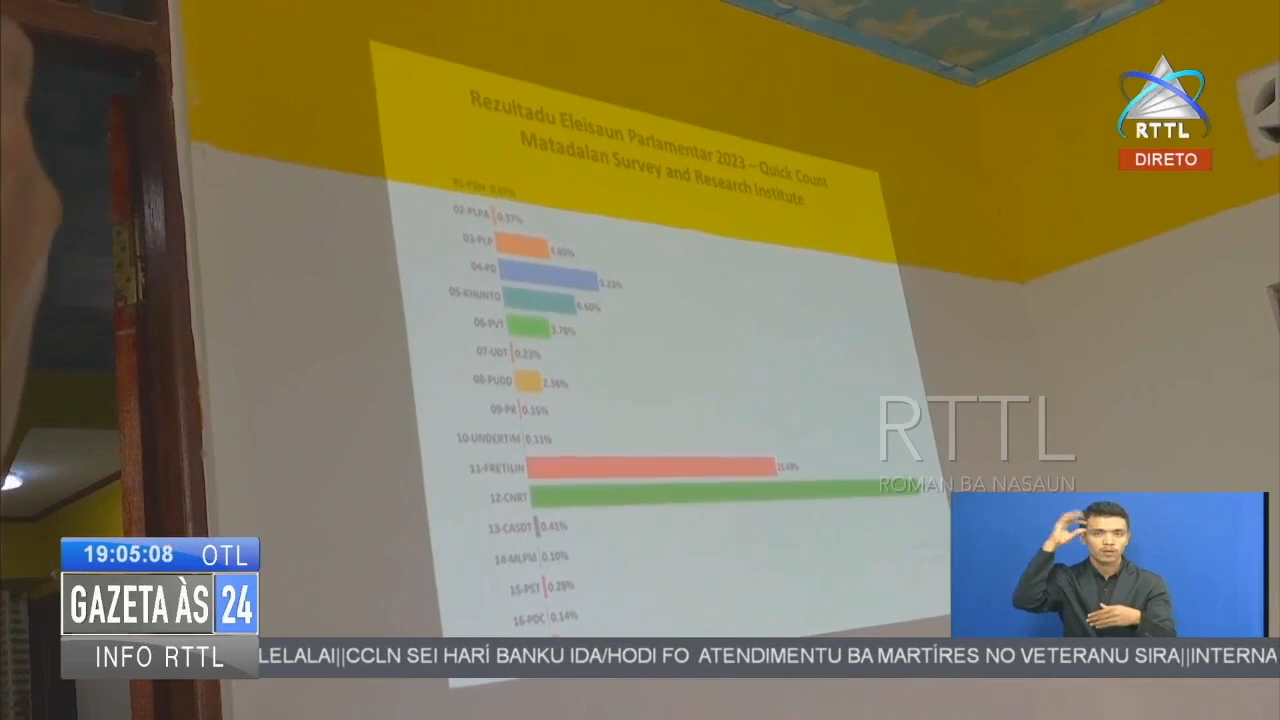 Rezultadu Eleisaun Parlamentar 2023 – Quick Count
Matadalan Survey and Research Institute
RTTL
DIRETO
02-PLPA 0.37%
03-PLP
04-PD
05-KHUNTO 6.60%
06-PVT 3.76%
07-UDT 0.23%
08-PUDD 2.36%
09-PR 0.15%
10-UNDERTIM 0.11%
11-FRETILIN
12-CNRT
13-CASDT 0.41%
14-MLPM 0.10%
15-PST 0.28%
16-PDC 0.14%
RTTL
ROMAN BA NASAUN
19:05:08 OTL
GAZETA ÀS 24
INFO RTTL
LELALAI||CCLN SEI HARÍ BANKU IDA/HODI FO ATENDIMENTU BA MARTÍRES NO VETERANU SIRA||INTERNA